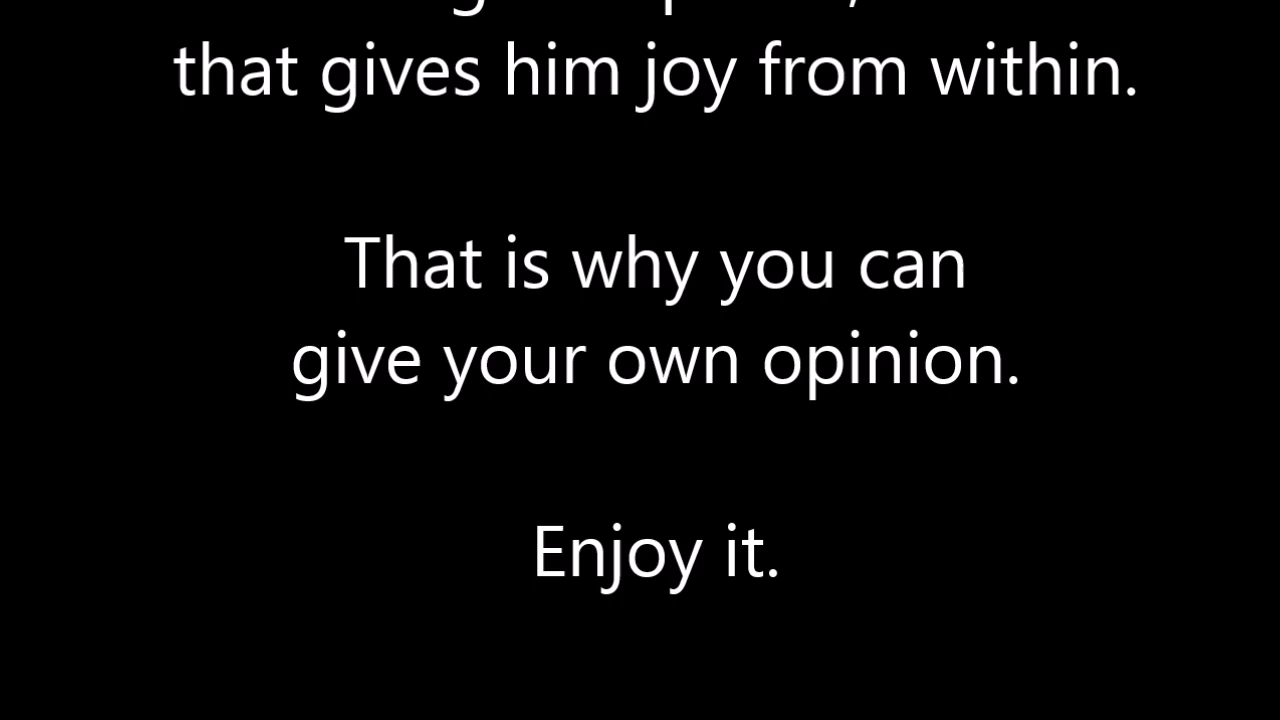 that gives him joy from within.
That is why you can
give your own opinion.
Enjoy it.